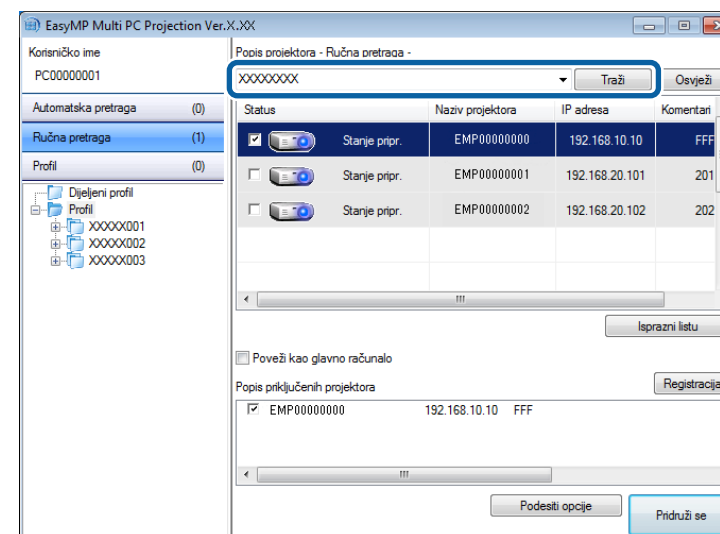 EasyMP Multi PC Projection Ver.X.XX
Korisničko ime
PC00000001
Automatska pretraga (0)
Ručna pretraga (1)
Profil (0)
Dijeljeni profil
Profil
XXXXX001
XXXXX002
XXXXX003
Popis projektora - Ručna pretraga -
XXXXXXXX Traži Osvježi
Status Naziv projektora IP adresa Komentari
Stanje pripr. EMP00000000 192.168.10.10 FFF
Stanje pripr. EMP00000001 192.168.20.101 201
Stanje pripr. EMP00000002 192.168.20.102 202
Isprazni listu
Poveži kao glavno računalo
Popis priključenih projektora Registracija
EMP00000000 192.168.10.10 FFF
Podesiti opcije Pridruži se